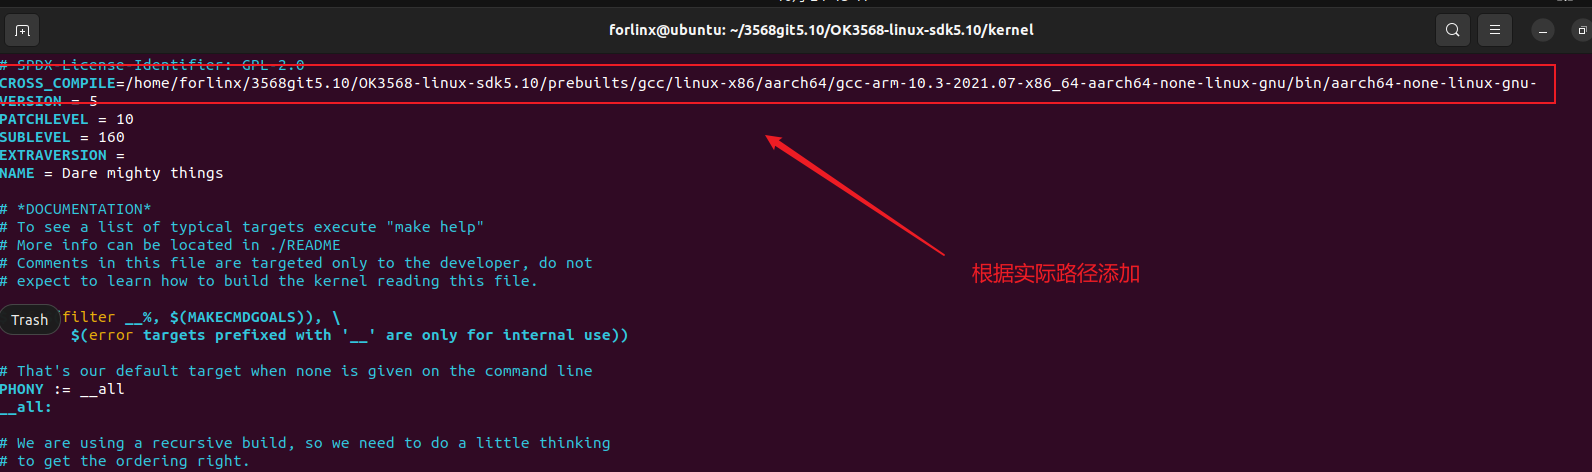 forlinx@ubuntu: ~/3568git5.10/OK3568-linux-sdk5.10/kernel
# SPDX-License-Identifier: GPL-2.0
CROSS_COMPILE=/home/forlinx/3568git5.10/OK3568-linux-sdk5.10/prebuilts/gcc/linux-x86/aarch64/gcc-arm-10.3-2021.07-x86_64-aarch64-none-linux-gnu/bin/aarch64-none-linux-gnu-
VERSION = 5
PATCHLEVEL = 10
SUBLEVEL = 160
EXTRAVERSION =
NAME = Dare mighty things
# *DOCUMENTATION*
# To see a list of typical targets execute "make help"
# More info can be located in ./README
# Comments in this file are targeted only to the developer, do not
# expect to learn how to build the kernel reading this file.
根据实际路径添加
Trash
filter __%, $(MAKECMDGOALS)), \
$(error targets prefixed with '__' are only for internal use))
# That's our default target when none is given on the command line
PHONY := __all
__all:
# We are using a recursive build, so we need to do a little thinking
# to get the ordering right.